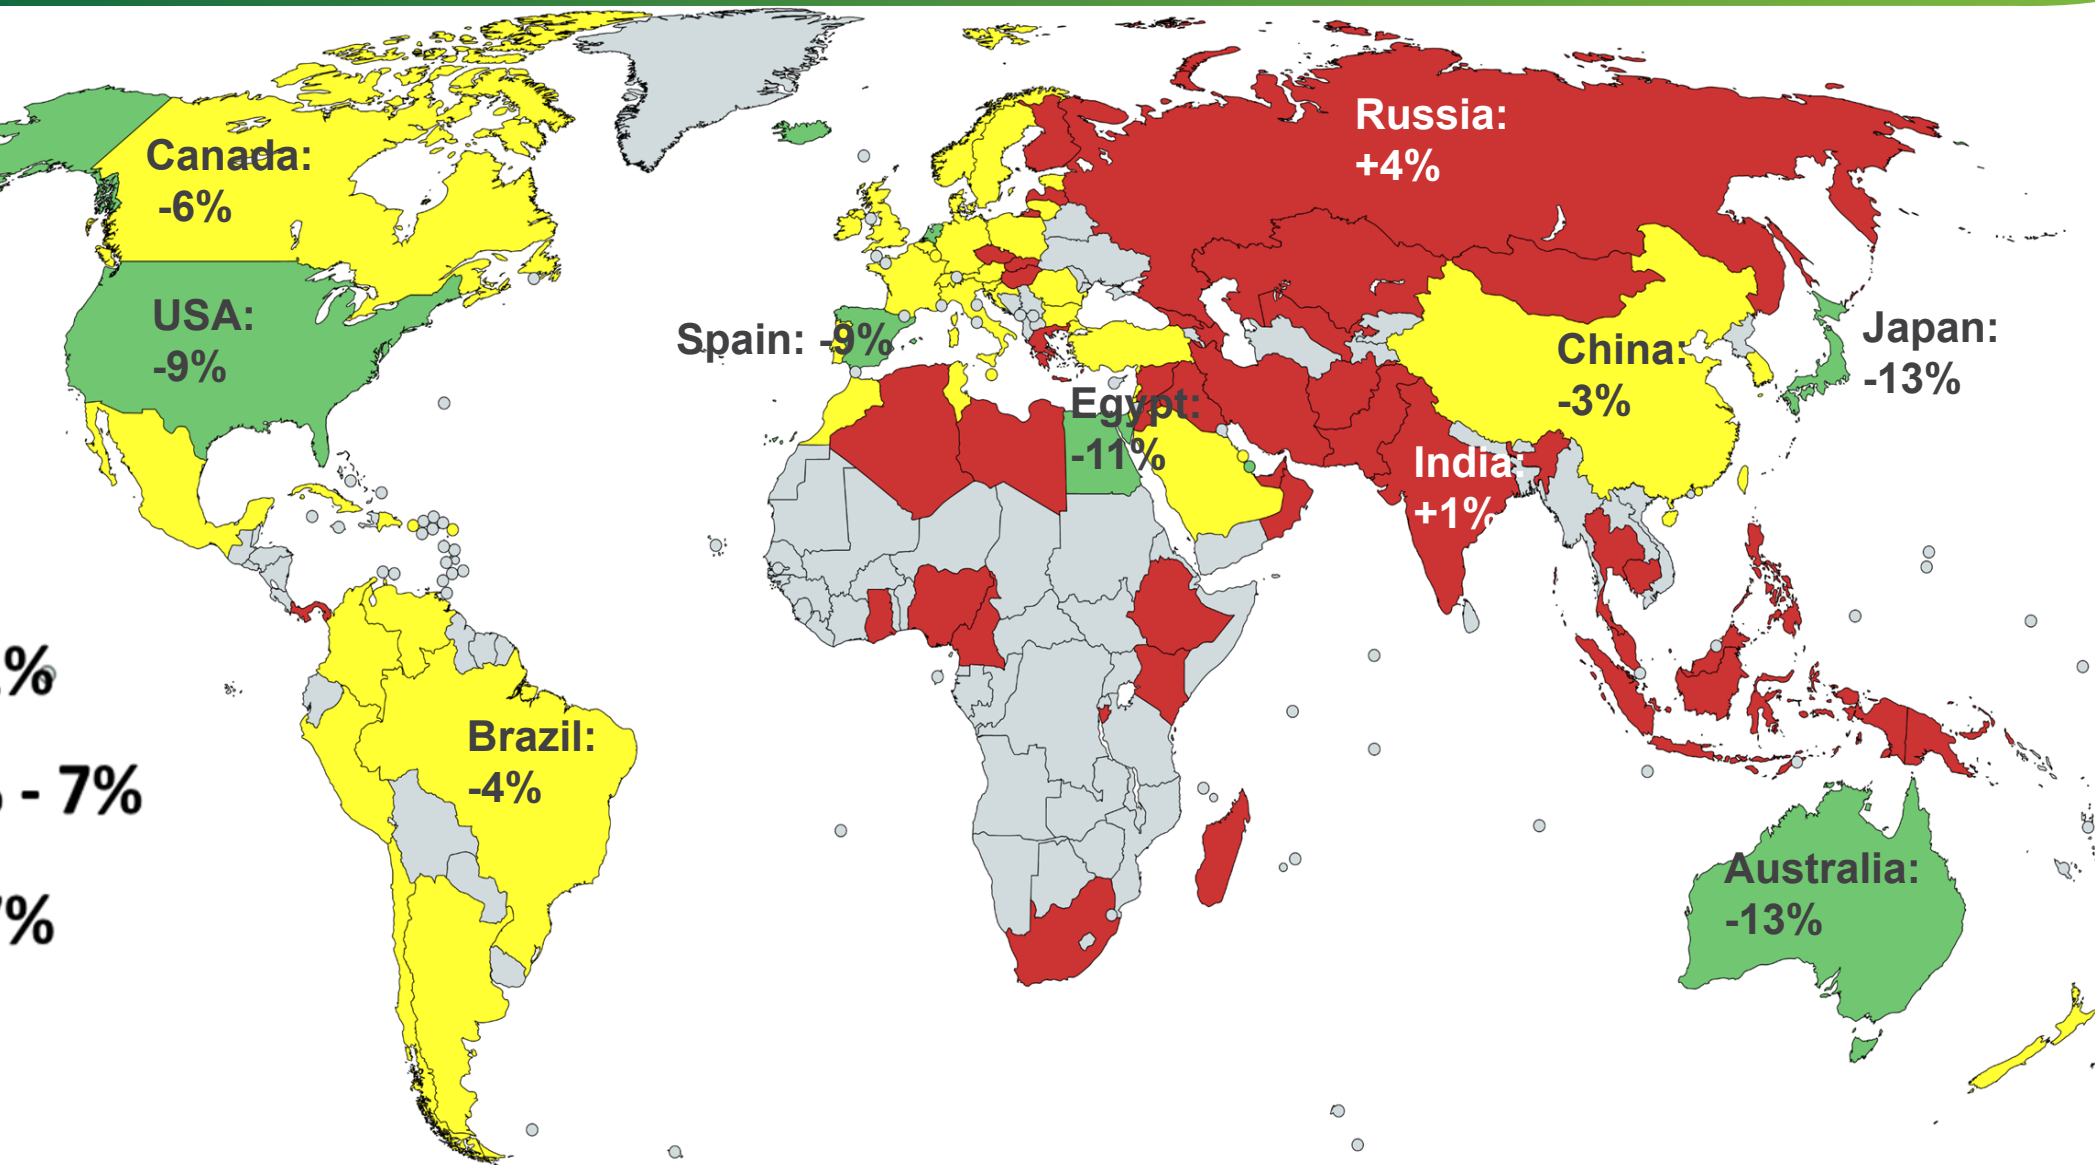 Canada:
-6%
USA:
-9%
Spain: -9%
Egypt:
-11%
Russia:
+4%
China:
-3%
Japan:
-13%
India:
+1%
Brazil:
-4%
Australia:
-13%
%
- 7%
%